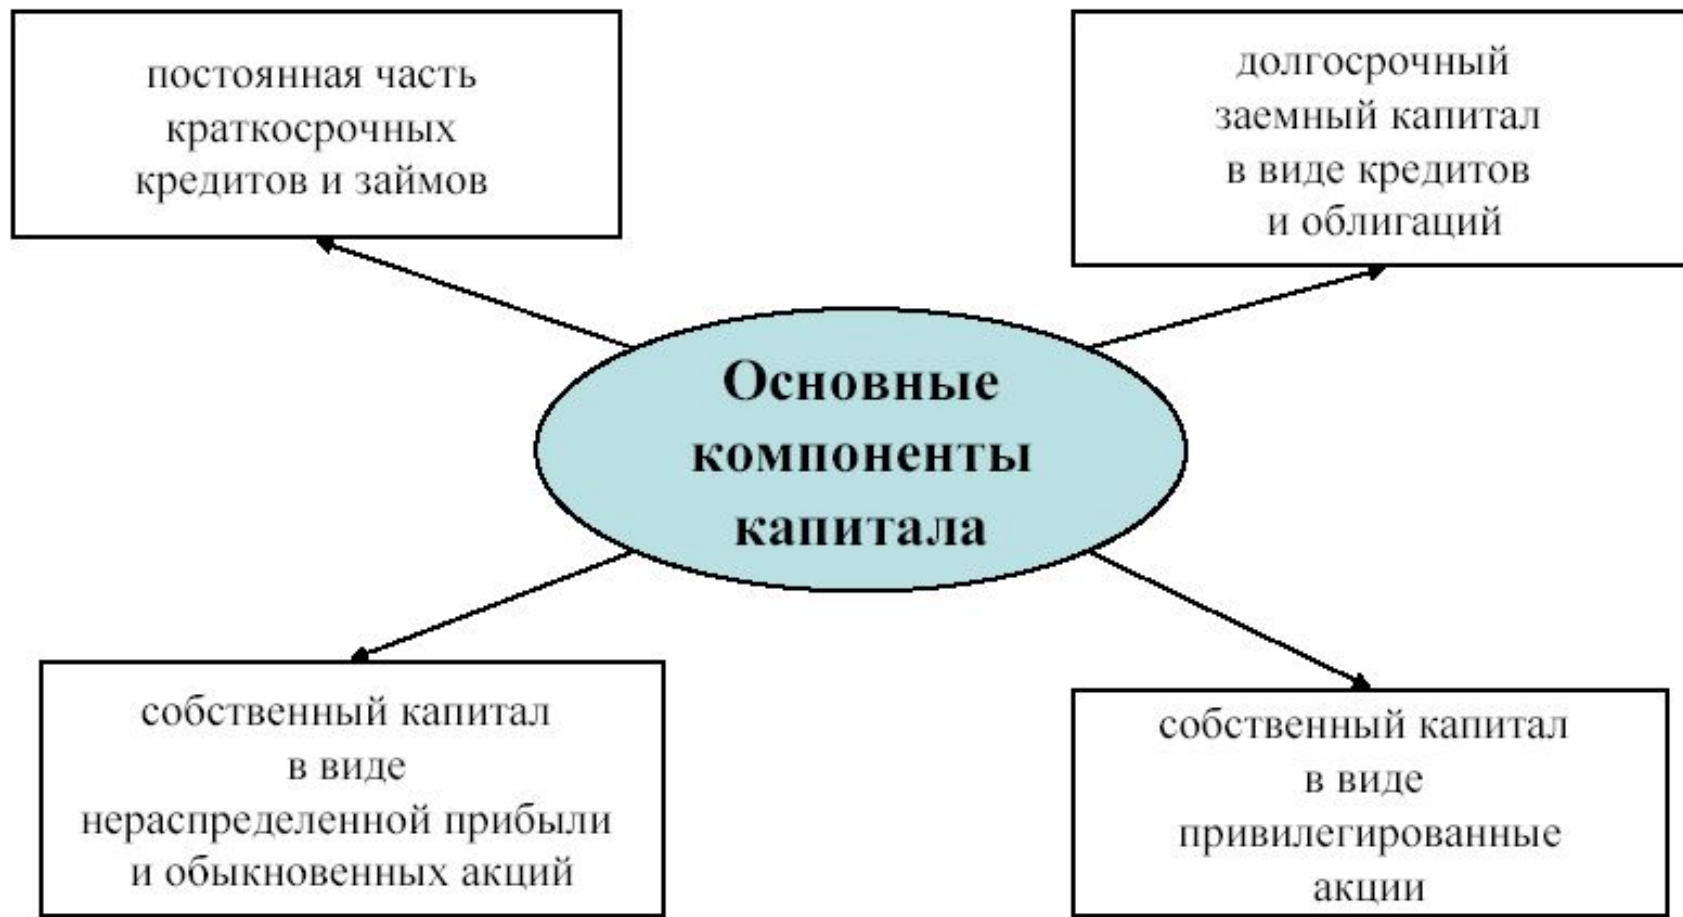 постоянная часть
краткосрочных
кредитов и займов
долгосрочный
заемный капитал
в виде кредитов
и облигаций
Основные
компоненты
капитала
собственный капитал
в виде
нераспределенной прибыли
и обыкновенных акций
собственный капитал
в виде
привилегированные
акции